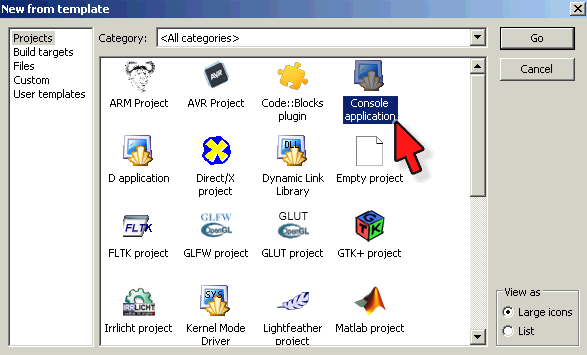 New from template
Projects
Build targets
Files
Custom
User templates
Category:
<All categories>
Go
Cancel
AVR
ARM Project
AVR Project
Code::Blocks
plugin
Console
application
DLL
D application
Direct/X
project
Dynamic Link
Library
Empty project
FLTK
GLFW
OpenGL
GLUT
OpenGL
GTK
FLTK project
GLFW project
GLUT project
GTK+ project
IRRLICHT
SYS
Irrlicht project
Kernel Mode
Driver
Lightfeather
project
Matlab project
View as
Large icons
List